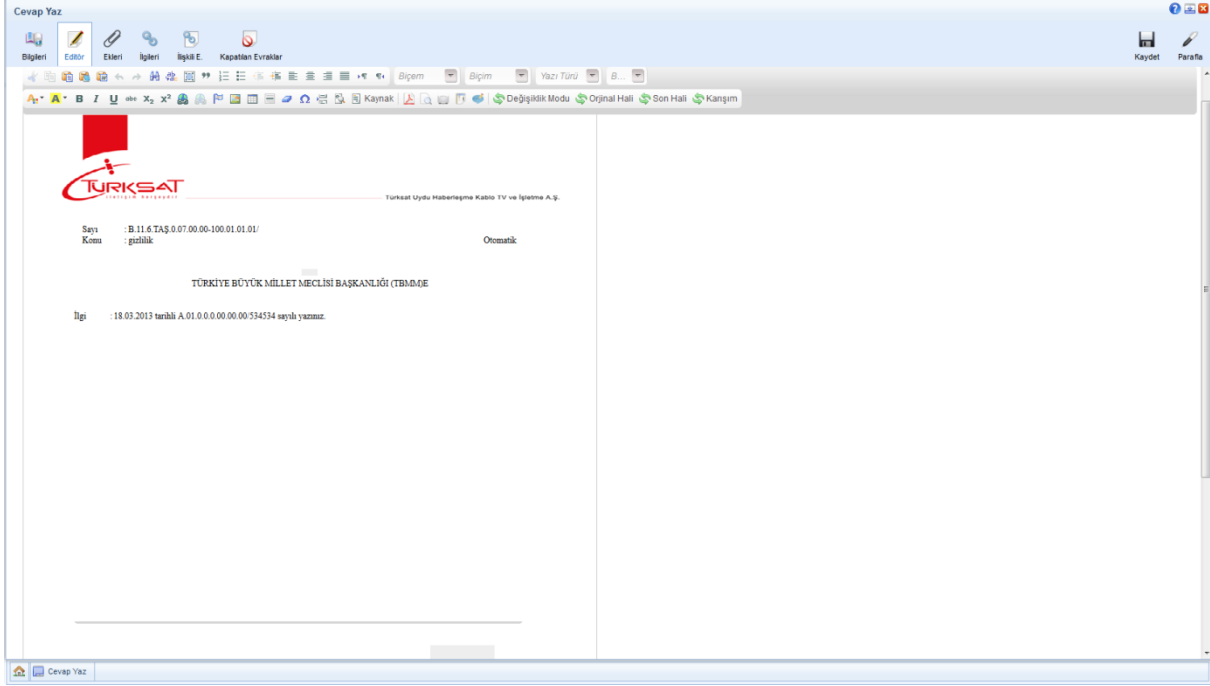 Cevap Yaz
Bilgileri Editör Ekleri İlgileri İlişkili E. Kapatılan Evraklar Kaydet Parafla
Biçem Biçim Yazı Türü B...
B I U abc X₂ X² Kaynak Değişiklik Modu Orjinal Hali Son Hali Karışım
TÜRKSAT
Türksat Uydu Haberleşme Kablo TV ve İşletme A.Ş.
Sayı : B.11.6.TAŞ.0.07.00.00-100.01.01.01/
Konu : gizlilik Otomatik
TÜRKİYE BÜYÜK MİLLET MECLİSİ BAŞKANLIĞI (TBMM)E
İlgi : 18.03.2013 tarihli A.01.0.0.0.00.00.00/534534 sayılı yazınız.
Cevap Yaz